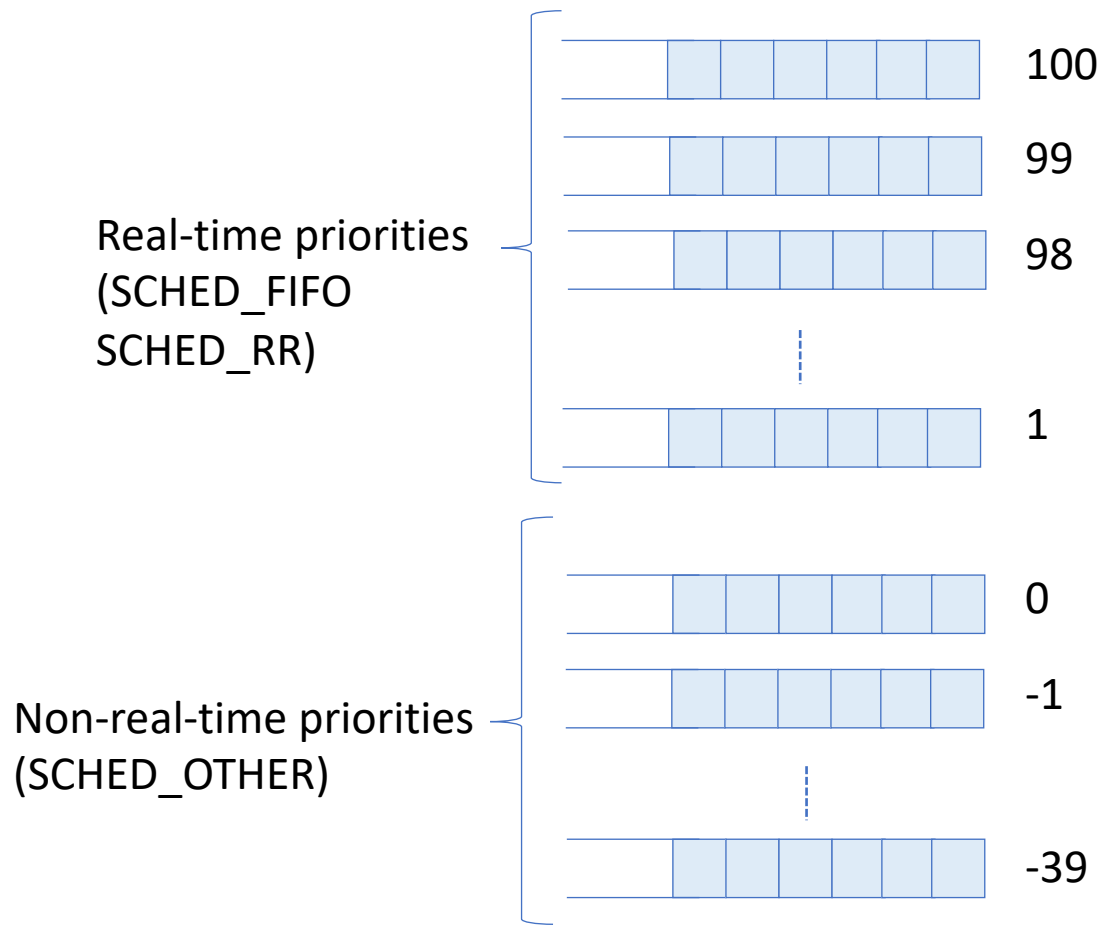 100
99
98
Real-time priorities
(SCHED_FIFO
SCHED_RR)
1
0
-1
Non-real-time priorities
(SCHED_OTHER)
-39